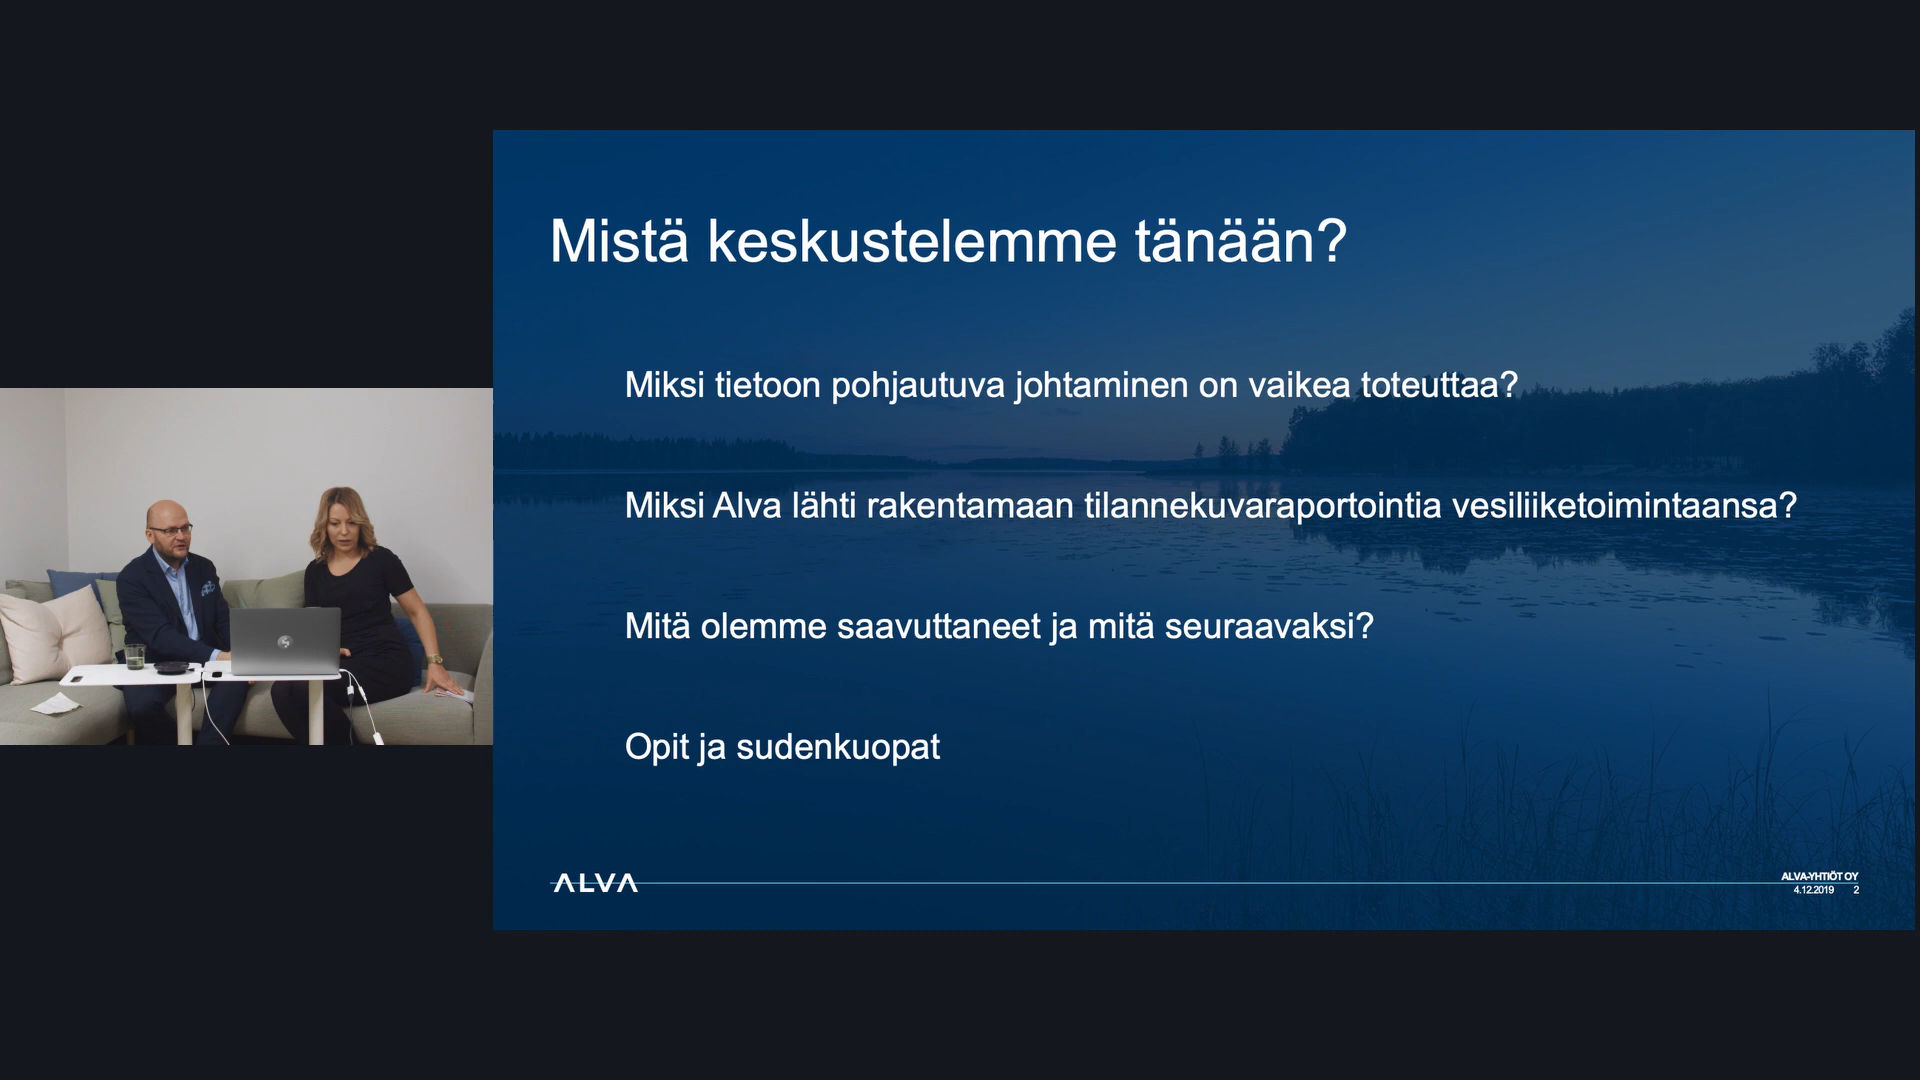 Mistä keskustelemme tänään?
Miksi tietoon pohjautuva johtaminen on vaikea toteuttaa?
Miksi Alva lähti rakentamaan tilannekuvaraportointia vesiliiketoimintaansa?
Mitä olemme saavuttaneet ja mitä seuraavaksi?
Opit ja sudenkuopat
ALVA
ALVA-YHTIÖT OY
4.12.2019 2